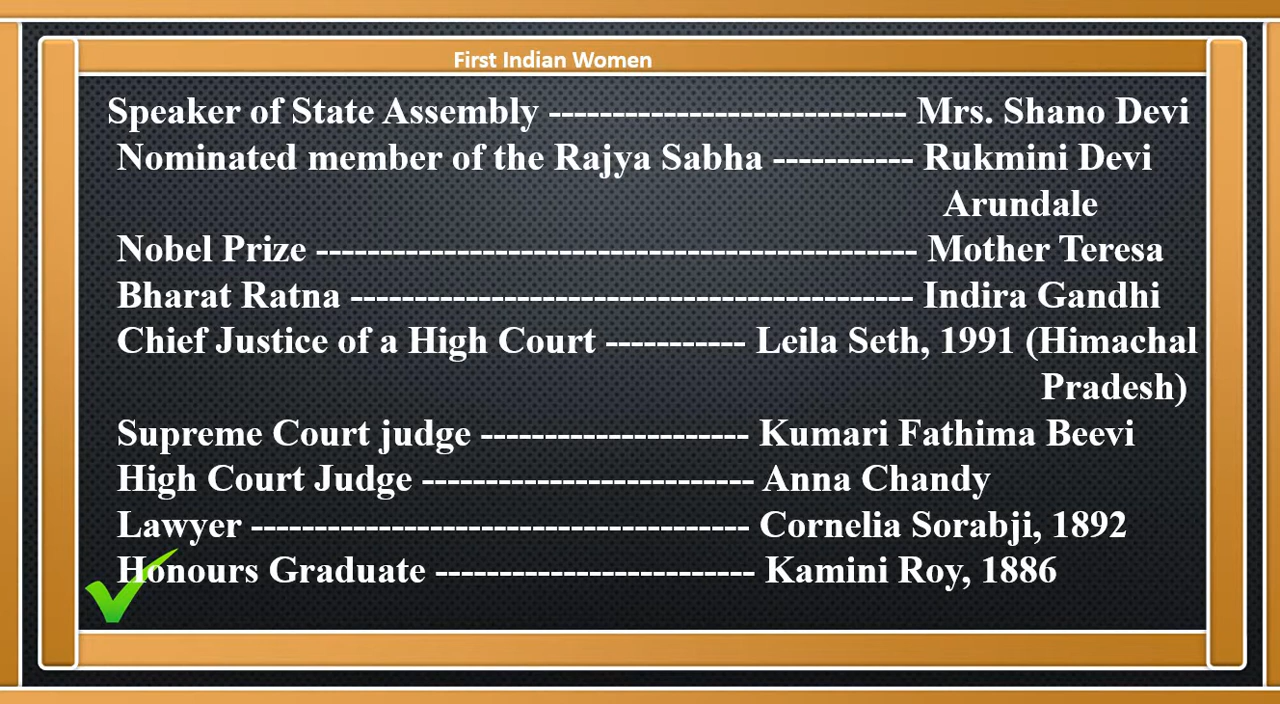 First Indian Women
Speaker of State Assembly ---------------------------- Mrs. Shano Devi
Nominated member of the Rajya Sabha ----------- Rukmini Devi
Arundale
Nobel Prize ----------------------------------------------- Mother Teresa
Bharat Ratna -------------------------------------------- Indira Gandhi
Chief Justice of a High Court ----------- Leila Seth, 1991 (Himachal
Pradesh)
Supreme Court judge --------------------- Kumari Fathima Beevi
High Court Judge -------------------------- Anna Chandy
Lawyer --------------------------------------- Cornelia Sorabji, 1892
Honours Graduate ------------------------- Kamini Roy, 1886